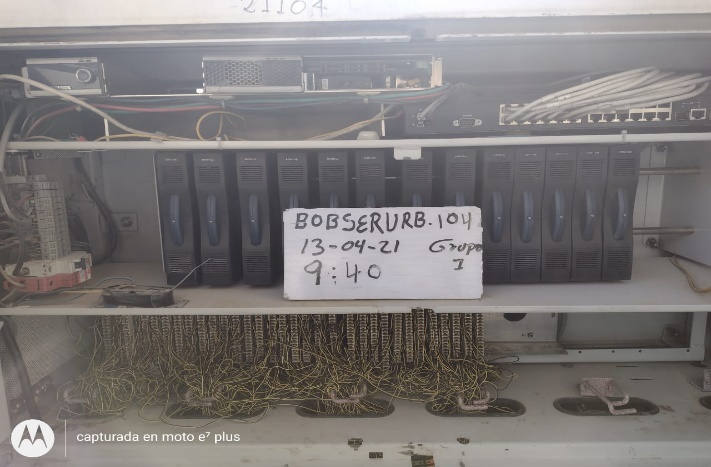 21104
BOBSERURB.104
13-04-21 Grupo
9:40 I
capturada en moto e⁷ plus